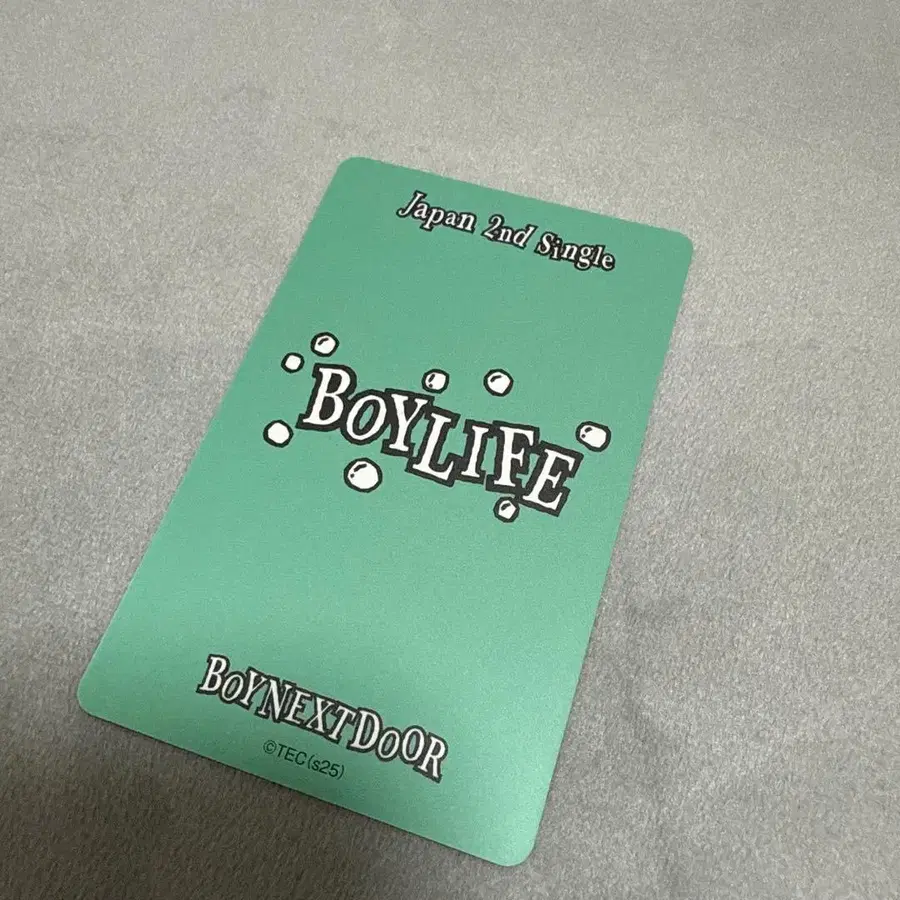 Japan 2nd Single
BOYLIFE
BOYNEXTDOOR
©TEC(s25)